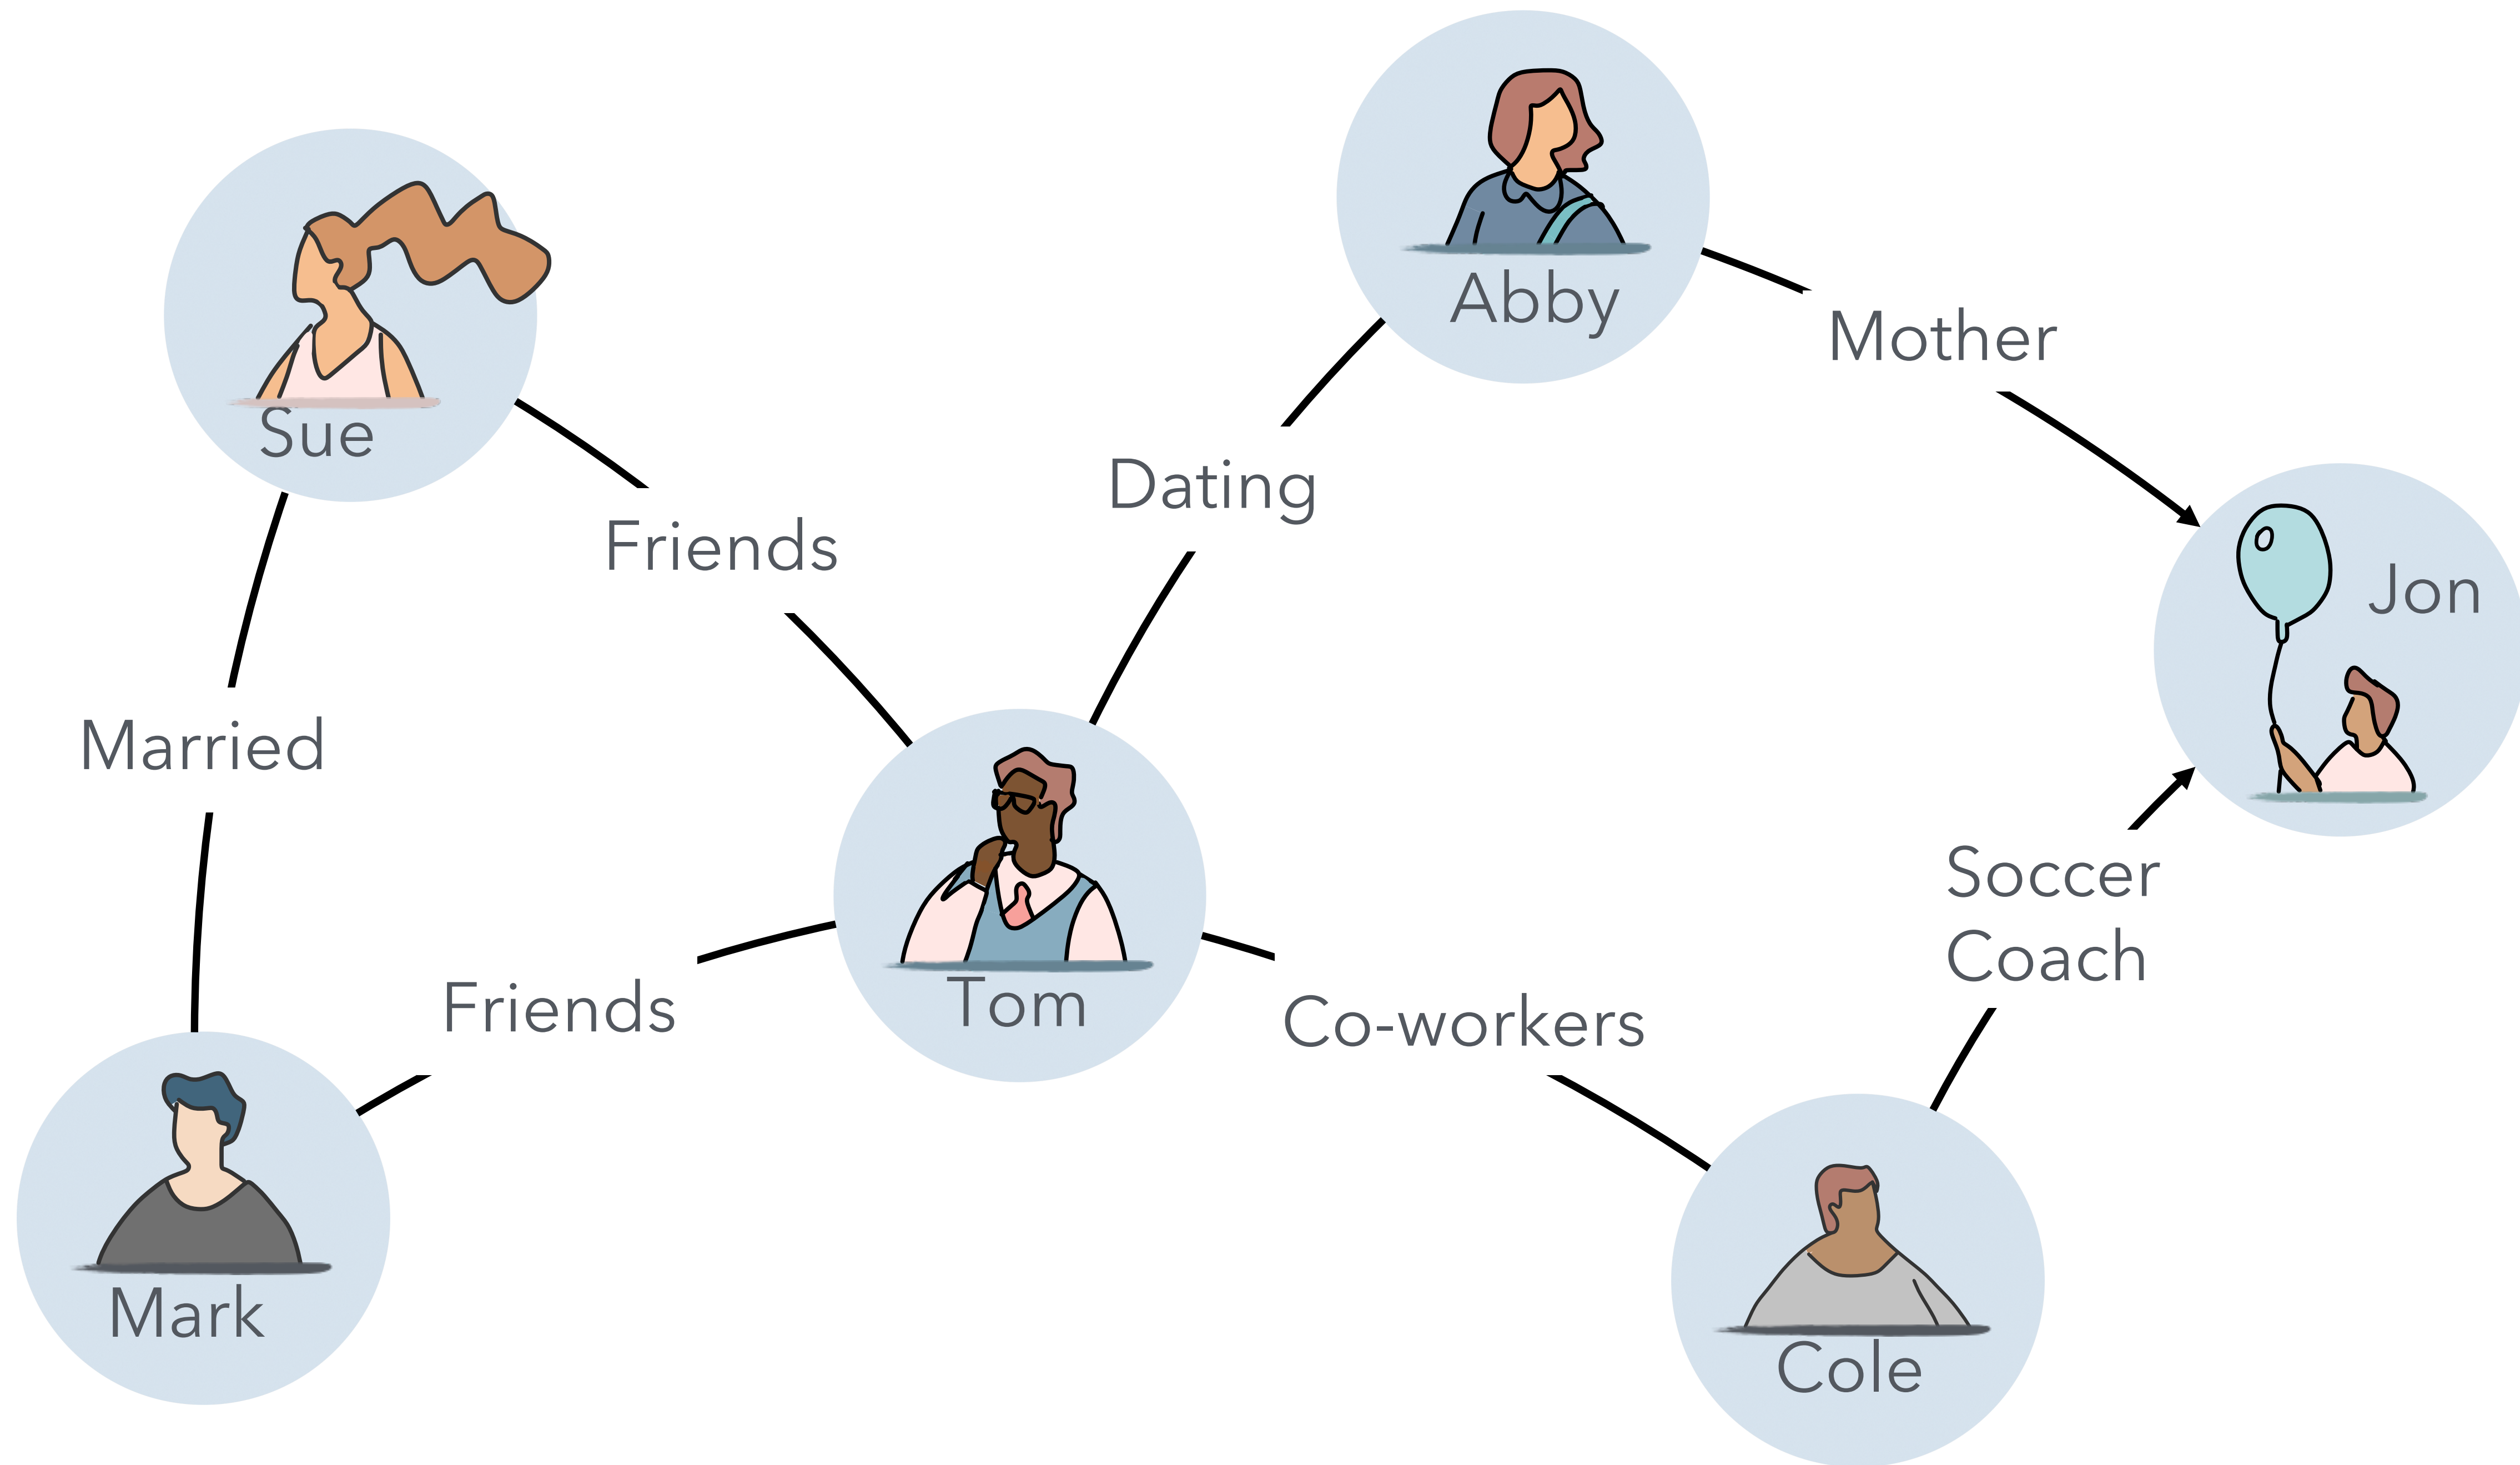 Abby
Mother
Sue
Dating
Friends
Jon
Married
Soccer
Coach
Friends
Tom
Co-workers
Mark
Cole